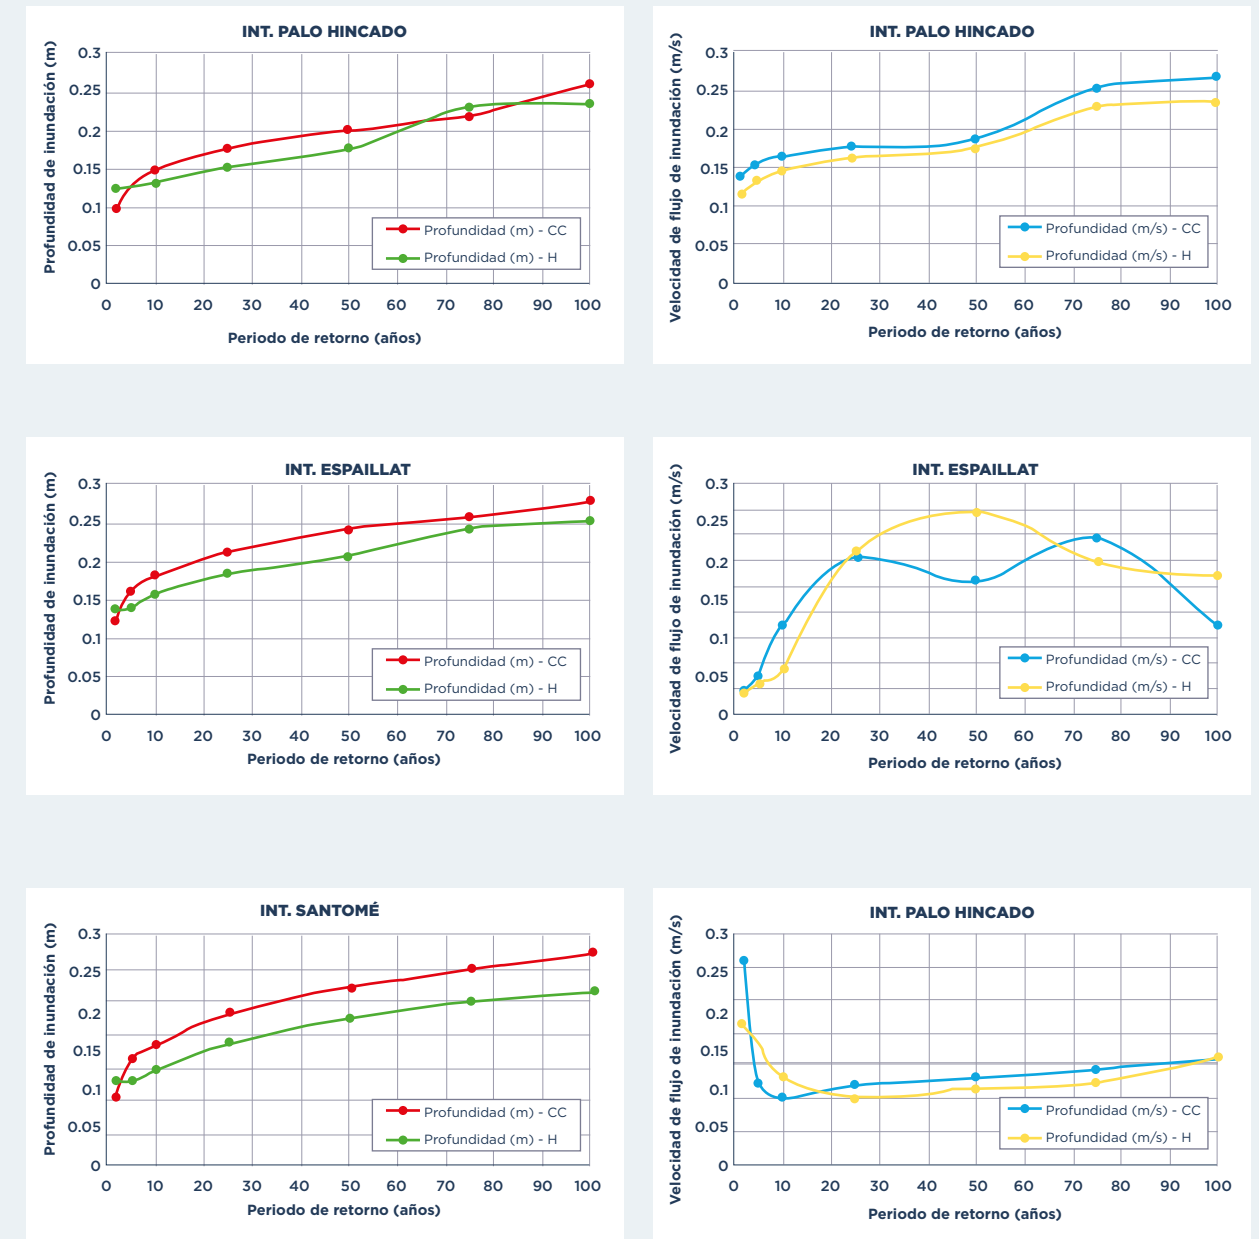 INT. PALO HINCADO
Profundidad de inundación (m)
0.3
0.25
0.2
0.15
0.1
0.05
0
Profundidad (m) - CC
Profundidad (m) - H
0 10 20 30 40 50 60 70 80 90 100
Periodo de retorno (años)
INT. PALO HINCADO
Velocidad de flujo de inundación (m/s)
0.3
0.25
0.2
0.15
0.1
0.05
0
Profundidad (m/s) - CC
Profundidad (m/s) - H
0 10 20 30 40 50 60 70 80 90 100
Periodo de retorno (años)
INT. ESPAILLAT
Profundidad de inundación (m)
0.3
0.25
0.2
0.15
0.1
0.05
0
Profundidad (m) - CC
Profundidad (m) - H
0 10 20 30 40 50 60 70 80 90 100
Periodo de retorno (años)
INT. ESPAILLAT
Velocidad de flujo de inundación (m/s)
0.3
0.25
0.2
0.15
0.1
0.05
0
Profundidad (m/s) - CC
Profundidad (m/s) - H
0 10 20 30 40 50 60 70 80 90 100
Periodo de retorno (años)
INT. SANTOMÉ
Profundidad de inundación (m)
0.3
0.25
0.2
0.15
0.1
0.05
0
Profundidad (m) - CC
Profundidad (m) - H
0 10 20 30 40 50 60 70 80 90 100
Periodo de retorno (años)
INT. PALO HINCADO
Velocidad de flujo de inundación (m/s)
0.3
0.25
0.2
0.15
0.1
0.05
0
Profundidad (m/s) - CC
Profundidad (m/s) - H
0 10 20 30 40 50 60 70 80 90 100
Periodo de retorno (años)